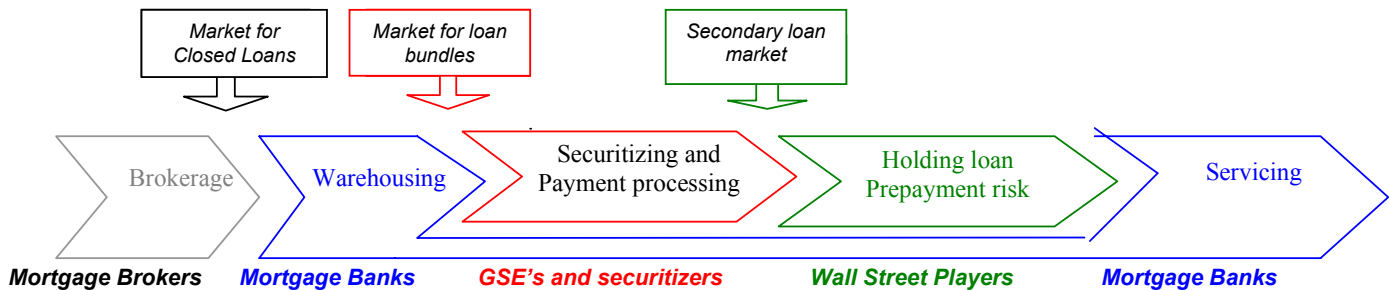 Market for
Closed Loans
Market for loan
bundles
Secondary loan
market
Brokerage
Warehousing
Securitizing and
Payment processing
Holding loan
Prepayment risk
Servicing
Mortgage Brokers
Mortgage Banks
GSE's and securitizers
Wall Street Players
Mortgage Banks